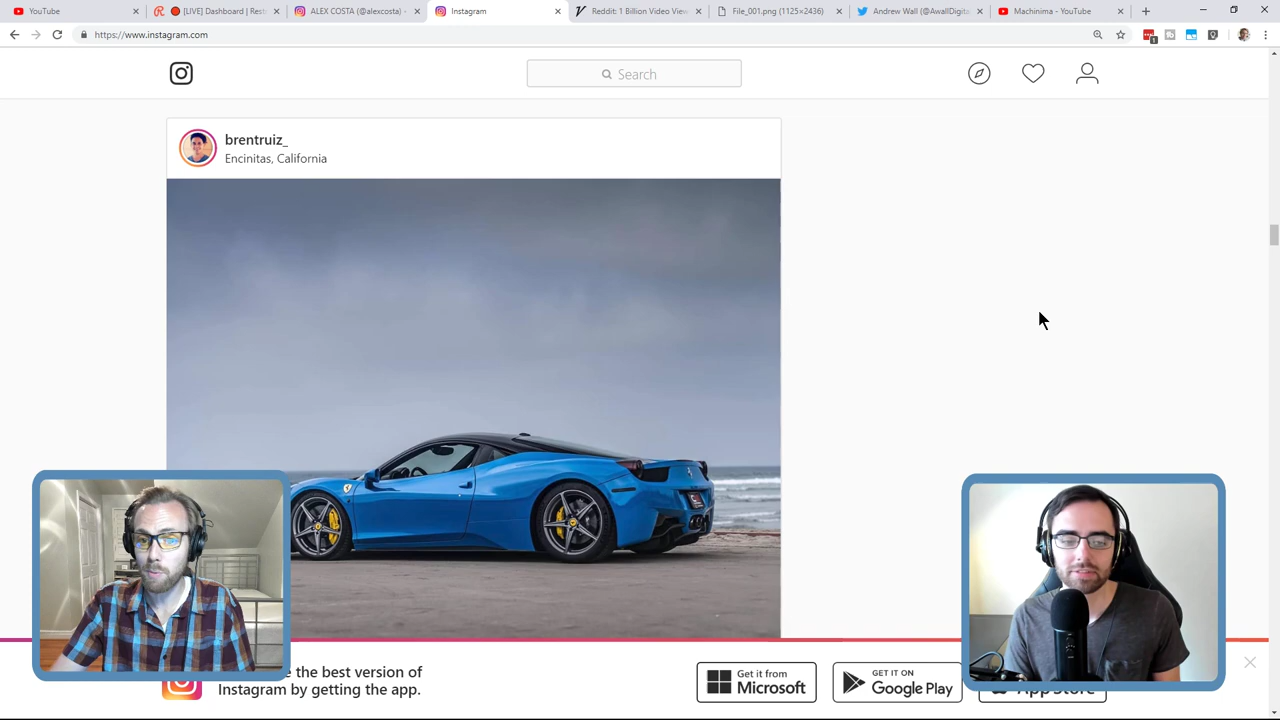 YouTube
[LIVE] Dashboard | Rest
ALEX COSTA (@alexcosta) •
Instagram
Reddit: 1 Billion Video View
File_001.png (1125×2436)
Andrew Wall (@AwallDigita
Machinima - YouTube
https://www.instagram.com
1
Search
brentruiz_
Encinitas, California
e the best version of
Instagram by getting the app.
Get it from
Microsoft
GET IT ON
Google Play
App Store